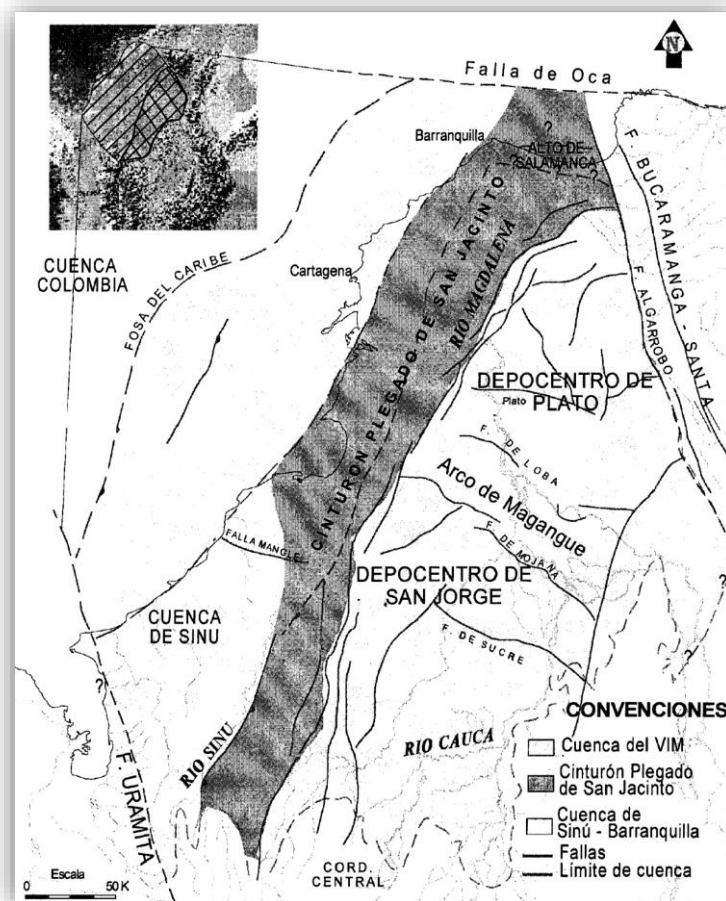 N
Falla de Oca
Barranquilla
ALTO DE
SALAMANCA
F. BUCARAMANGA - SANTA
F. ALGARROBO
CUENCA
COLOMBIA
FOSA DEL CARIBE
Cartagena
CINTURON PLEGADO DE SAN JACINTO
RIO MAGDALENA
DEPOCENTRO DE
PLATO
Plato
F. DE LOBA
Arco de Magangue
F. DE MOJANA
FALLA MANGLE
DEPOCENTRO DE
SAN JORGE
CUENCA
DE SINU
F. DE SUCRE
RIO SINU
RIO CAUCA
F. URAMITA
CORD.
CENTRAL
CONVENCIONES
Cuenca del VIM
Cinturón Plegado
de San Jacinto
Cuenca de
Sinú - Barranquilla
Fallas
Límite de cuenca
Escala
0 50 K
?
?
?
?
?
?